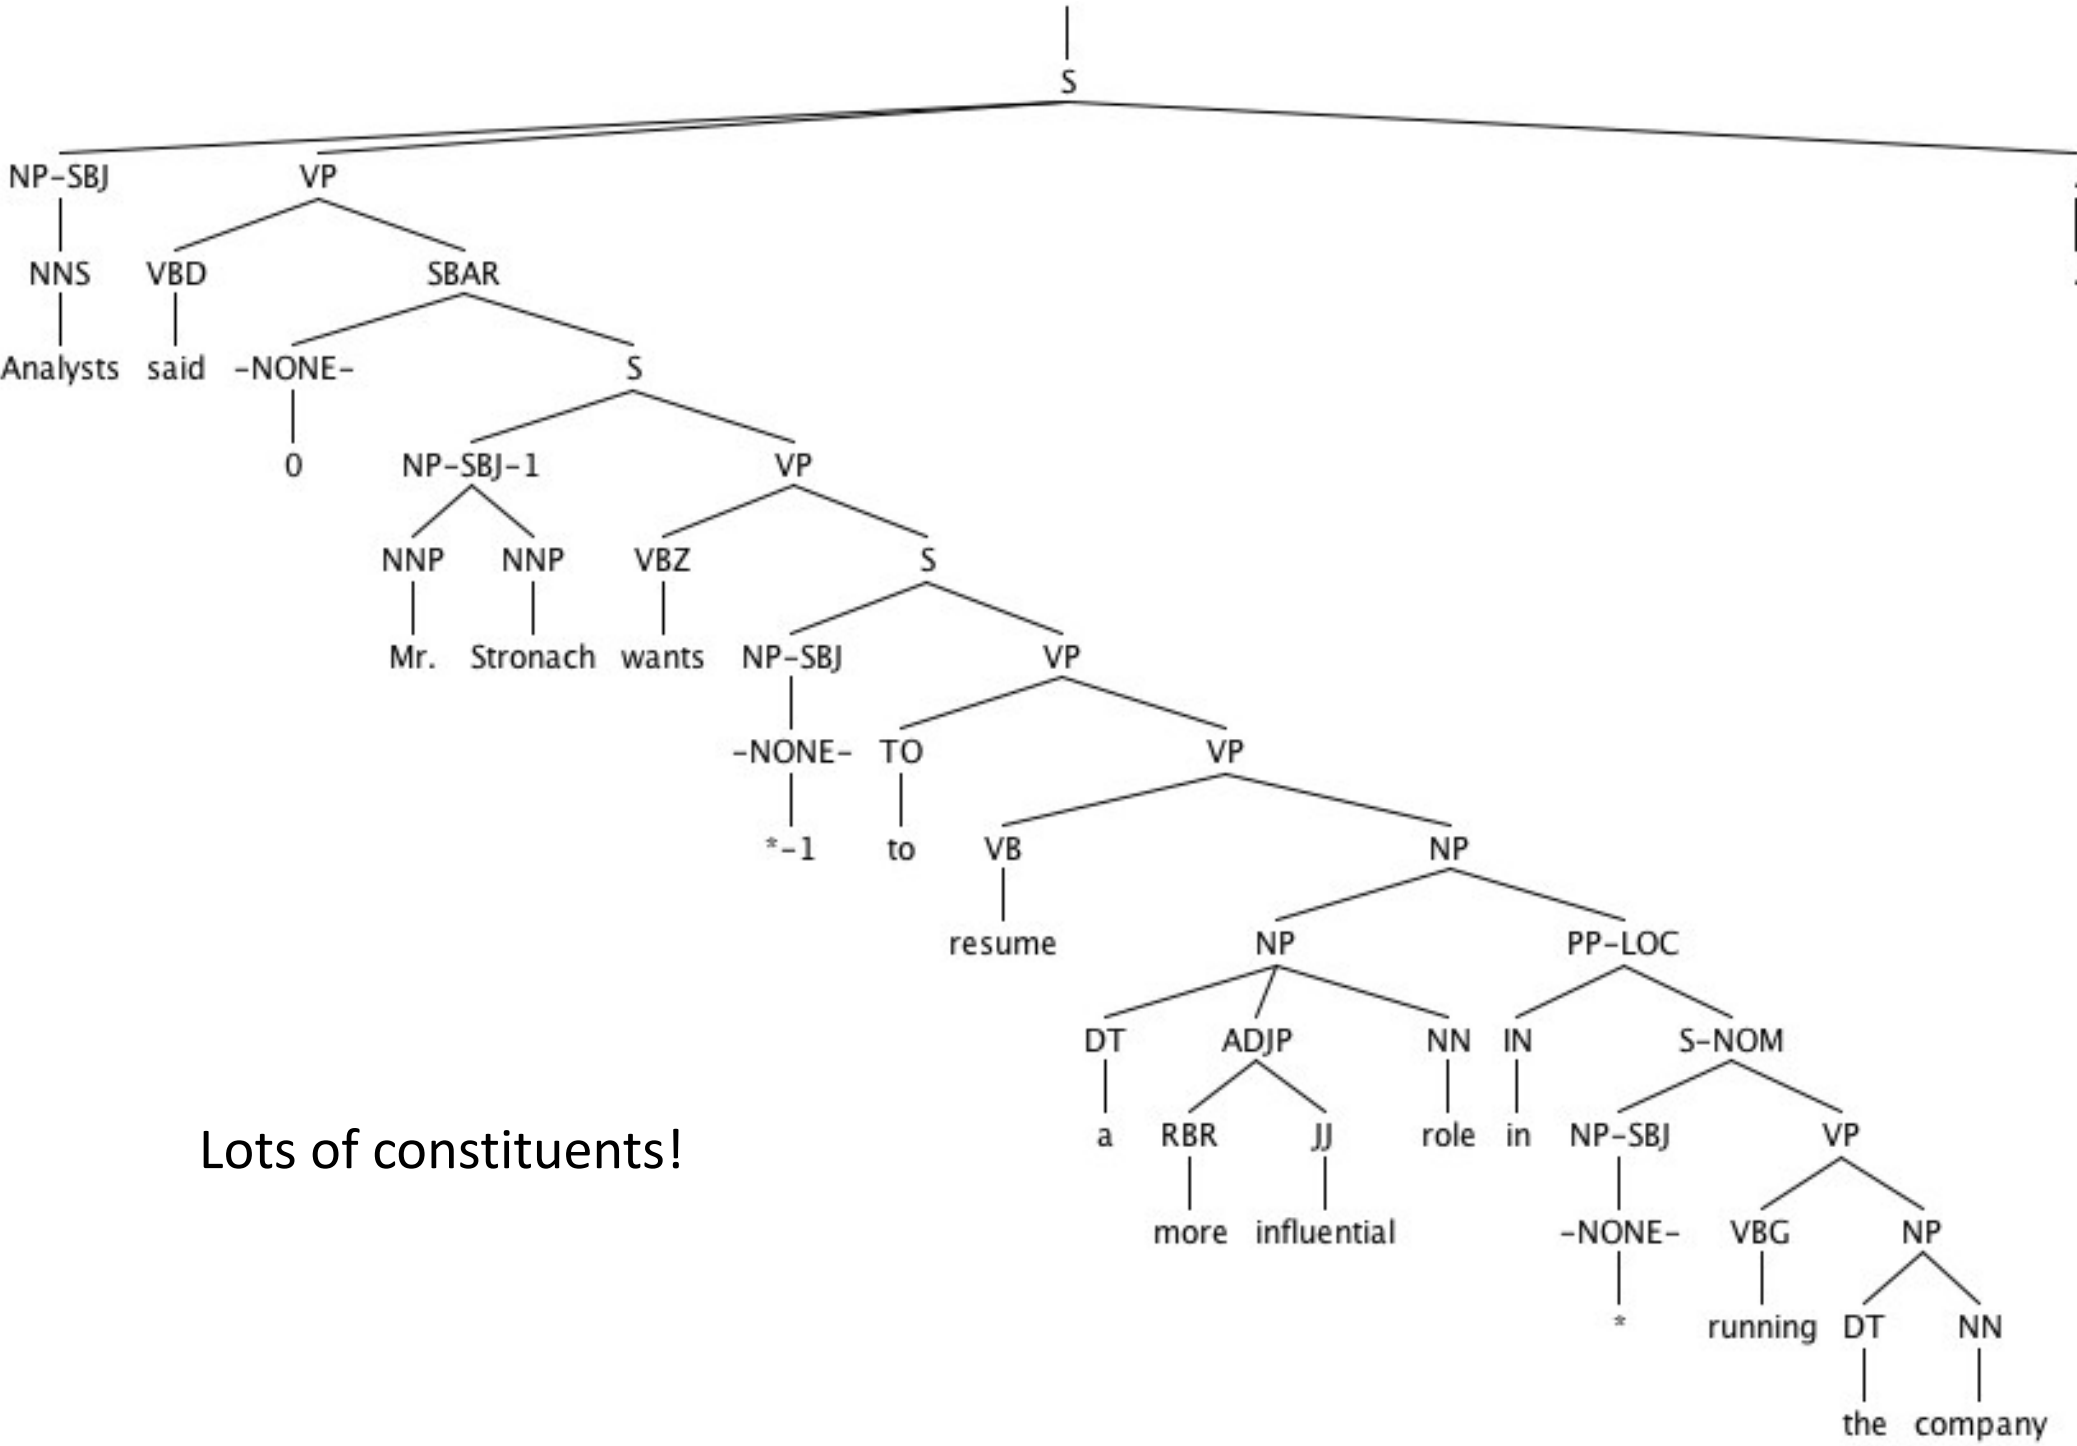 S
NP-SBJ VP
NNS VBD SBAR
Analysts said -NONE- S
0 NP-SBJ-1 VP
NNP NNP VBZ S
Mr. Stronach wants NP-SBJ VP
-NONE- TO VP
*-1 to VB NP
resume NP PP-LOC
DT ADJP NN IN S-NOM
a RBR JJ role in NP-SBJ VP
Lots of constituents!
more influential -NONE- VBG NP
* running DT NN
the company